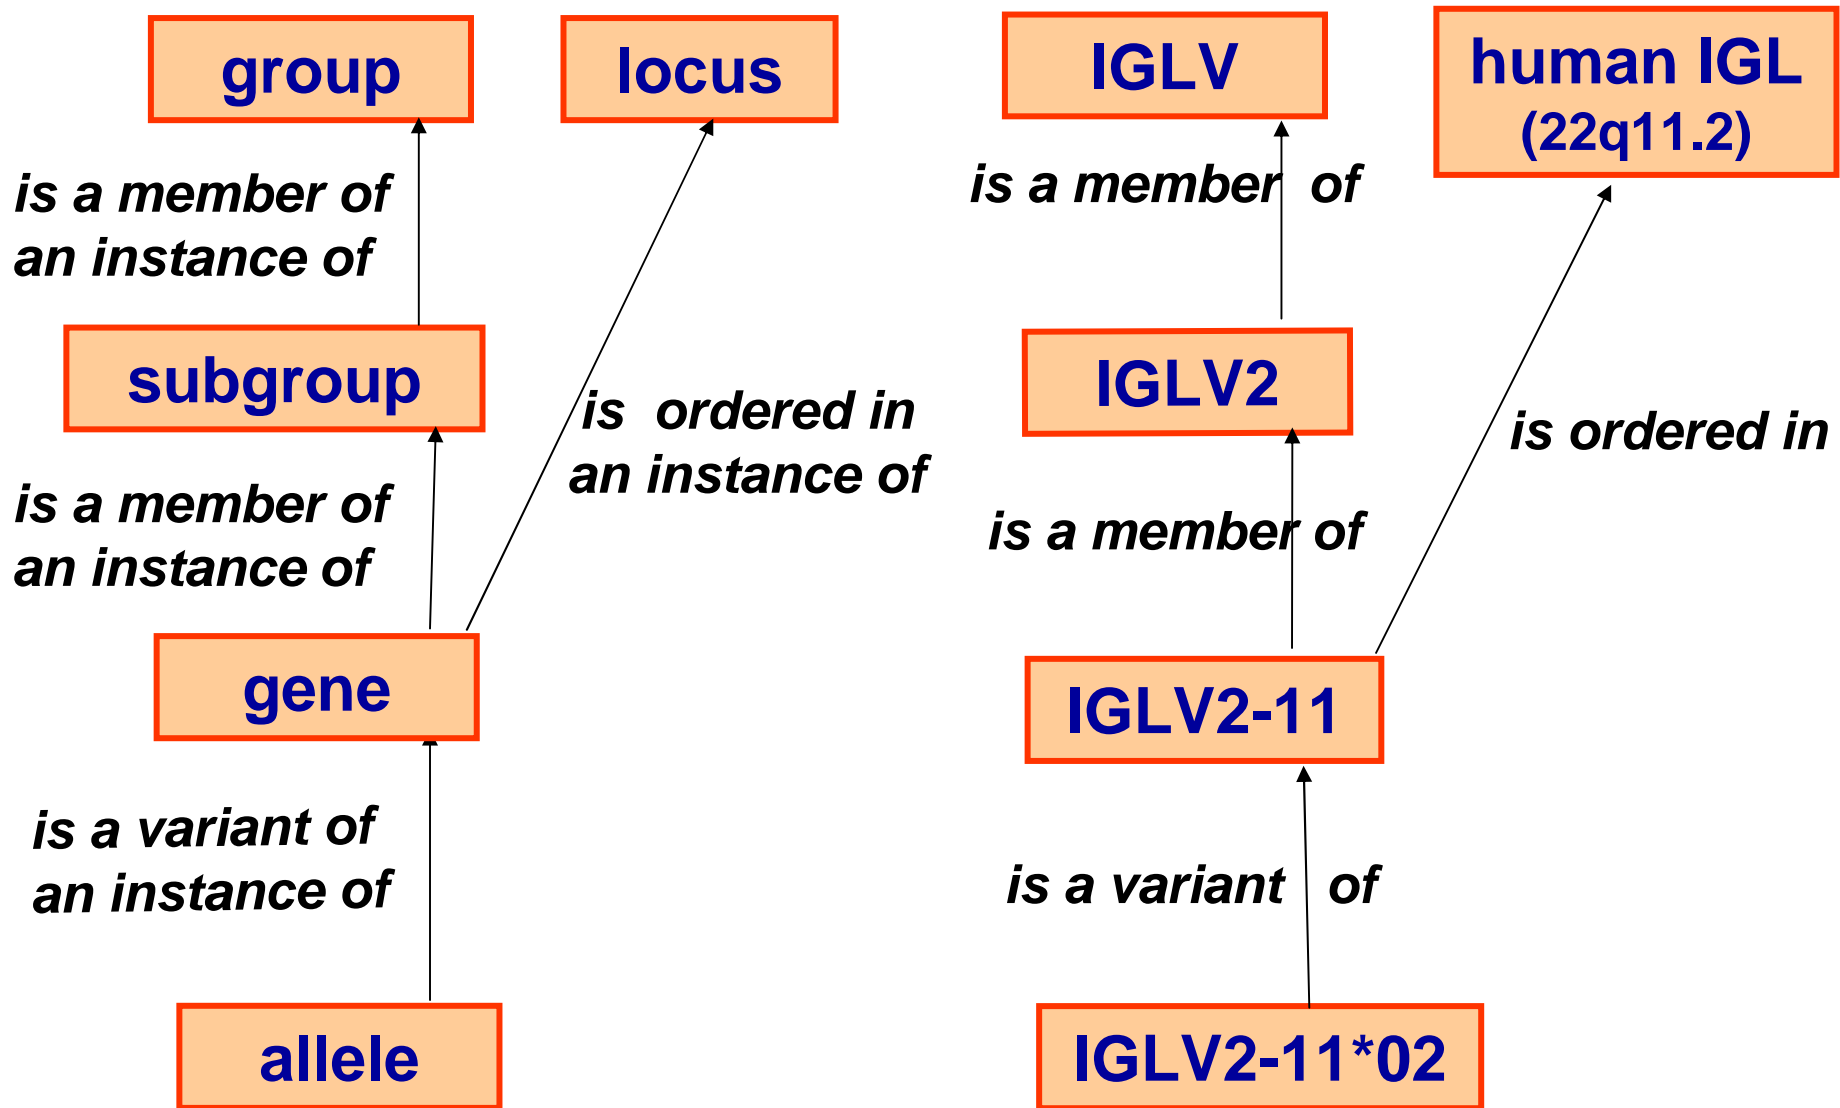 group
locus
IGLV
human IGL
(22q11.2)
is a member of
an instance of
is a member of
subgroup
IGLV2
is ordered in
an instance of
is ordered in
is a member of
an instance of
is a member of
gene
IGLV2-11
is a variant of
an instance of
is a variant of
allele
IGLV2-11*02